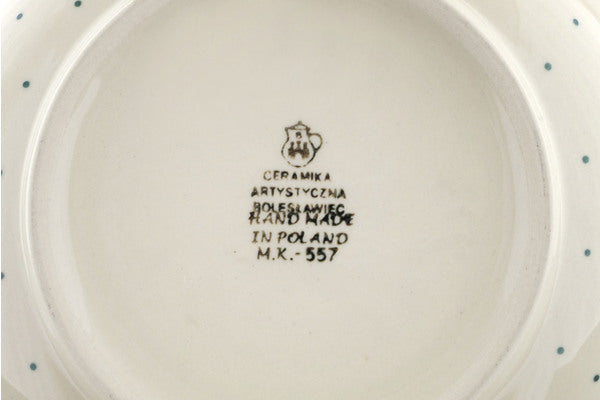 B
CERAMIKA
ARTYSTYCZNA
BOLESŁAWIEC
HAND MADE
IN POLAND
M.K.-557